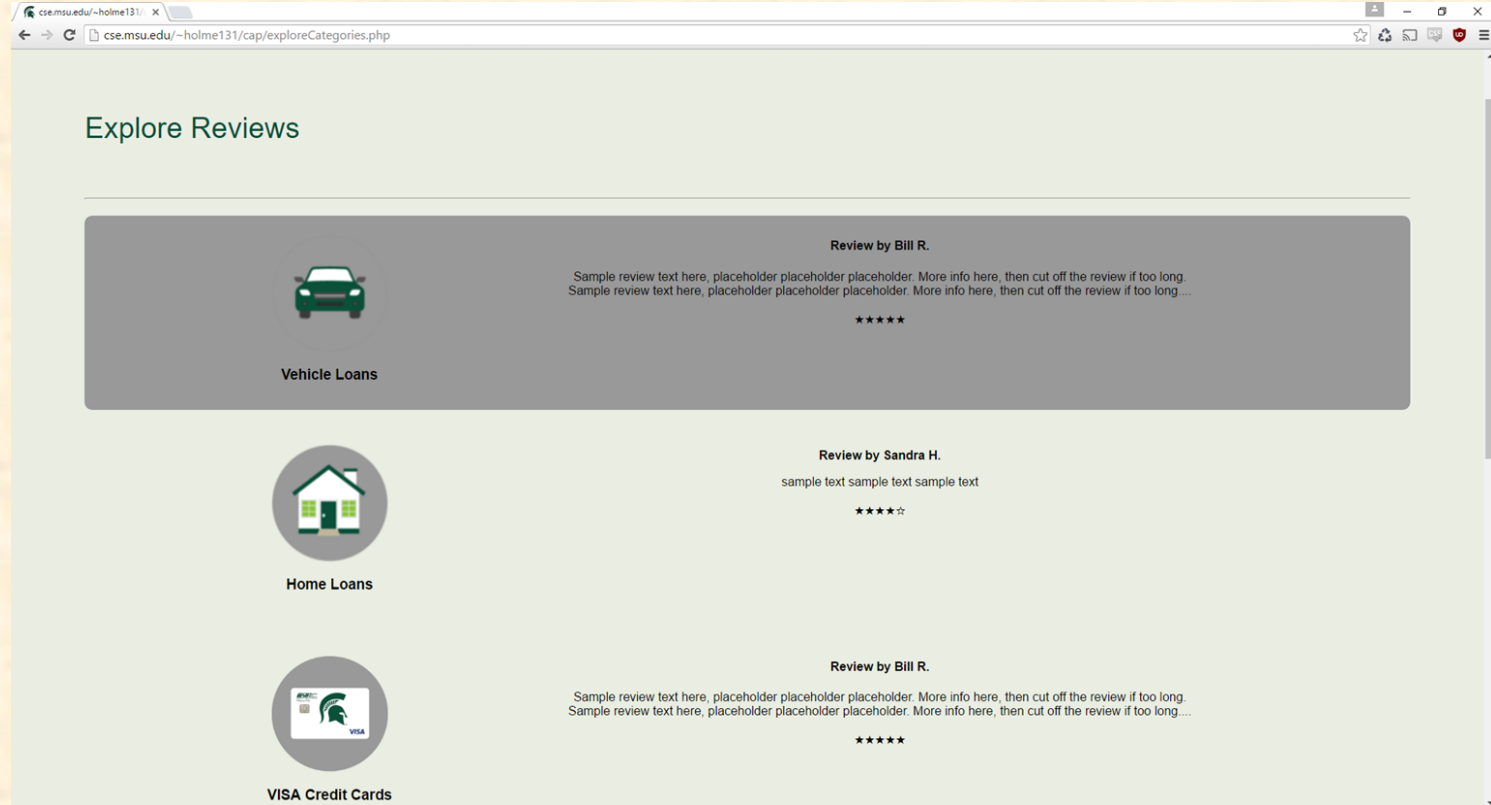 cse.msu.edu/~holme131/
cse.msu.edu/~holme131/cap/exploreCategories.php
Explore Reviews
Review by Bill R.
Sample review text here, placeholder placeholder placeholder. More info here, then cut off the review if too long.
Sample review text here, placeholder placeholder placeholder. More info here, then cut off the review if too long....
★★★★★
Vehicle Loans
Review by Sandra H.
sample text sample text sample text
★★★★☆
Home Loans
Review by Bill R.
Sample review text here, placeholder placeholder placeholder. More info here, then cut off the review if too long.
Sample review text here, placeholder placeholder placeholder. More info here, then cut off the review if too long....
★★★★★
VISA
VISA Credit Cards